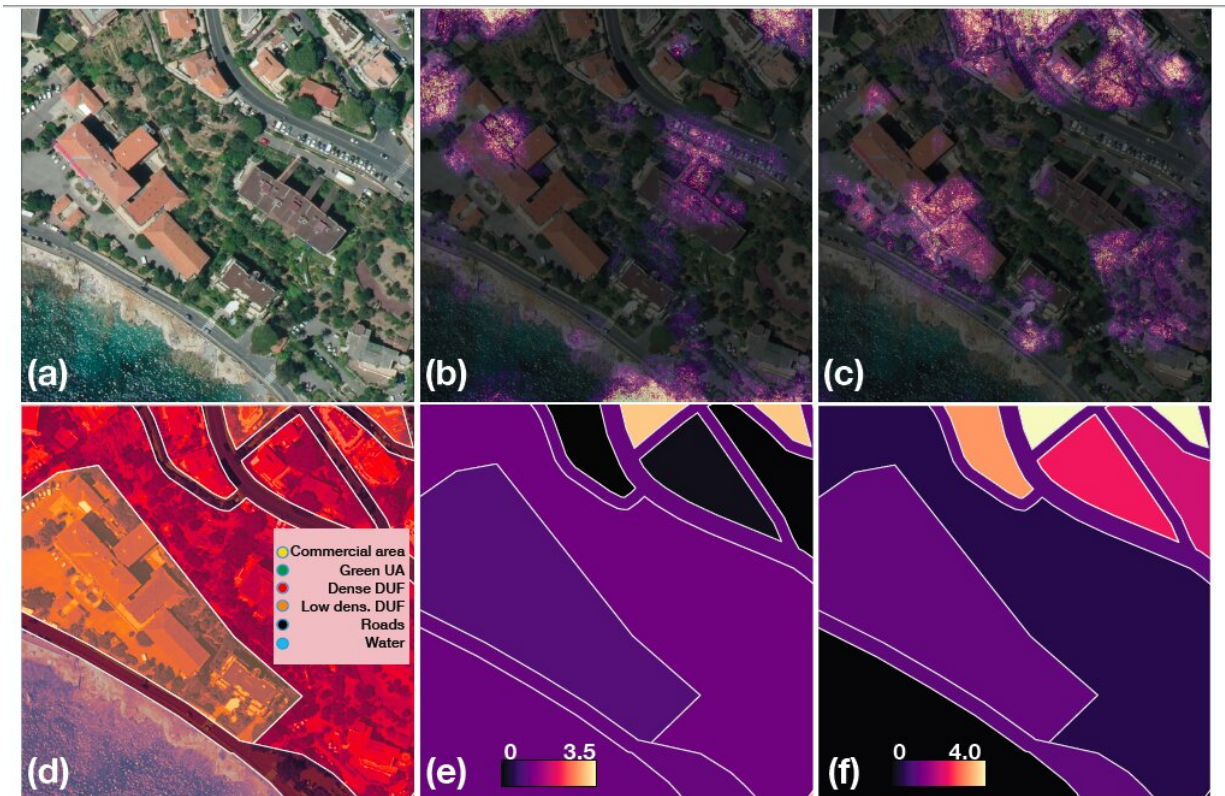 (a)
(b)
(c)
Commercial area
Green UA
Dense DUF
Low dens. DUF
Roads
Water
(d)
0 3.5
(e)
0 4.0
(f)